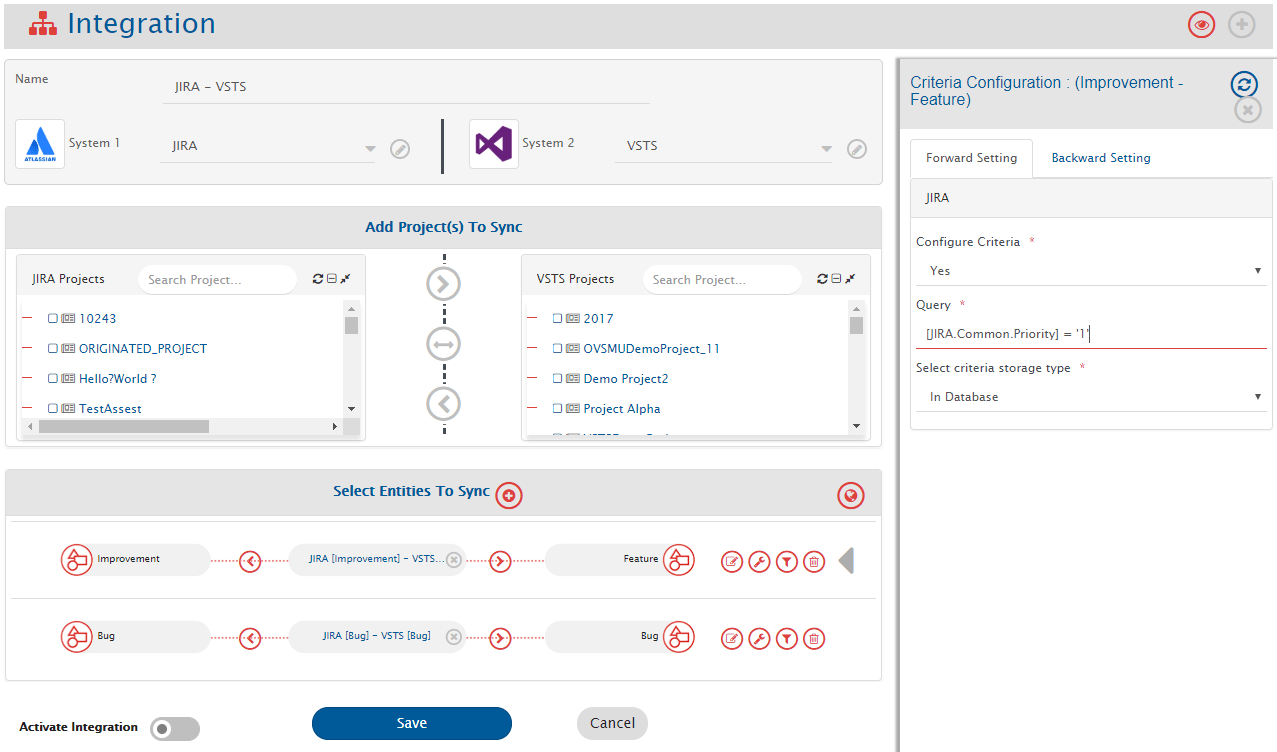 Integration
Name
JIRA - VSTS
ATLASSIAN
System 1
JIRA
System 2
VSTS
Add Project(s) To Sync
JIRA Projects
Search Project...
10243
ORIGINATED_PROJECT
Hello?World ?
TestAssest
VSTS Projects
Search Project...
2017
OVSMUDemoProject_11
Demo Project2
Project Alpha
Select Entities To Sync
Improvement
JIRA [Improvement] - VSTS...
Feature
Bug
JIRA [Bug] - VSTS [Bug]
Bug
Activate Integration
Save
Cancel
Criteria Configuration : (Improvement -
Feature)
Forward Setting
Backward Setting
JIRA
Configure Criteria *
Yes
Query *
[JIRA.Common.Priority] = '1'
Select criteria storage type *
In Database